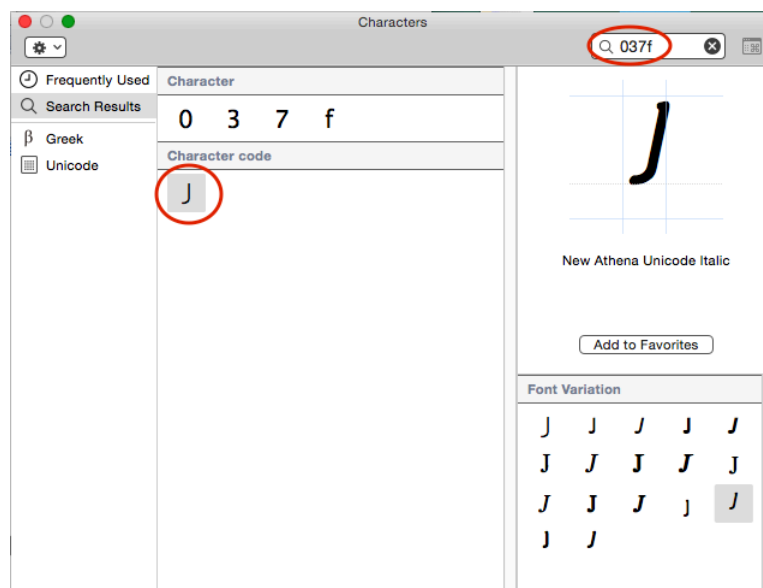 Characters
037f
Frequently Used
Search Results
β Greek
Unicode
Character
0 3 7 f
Character code
Ϳ
Ϳ
New Athena Unicode Italic
Add to Favorites
Font Variation
Ϳ Ϳ Ϳ Ϳ Ϳ
Ϳ Ϳ Ϳ Ϳ Ϳ
Ϳ Ϳ Ϳ Ϳ Ϳ
Ϳ Ϳ